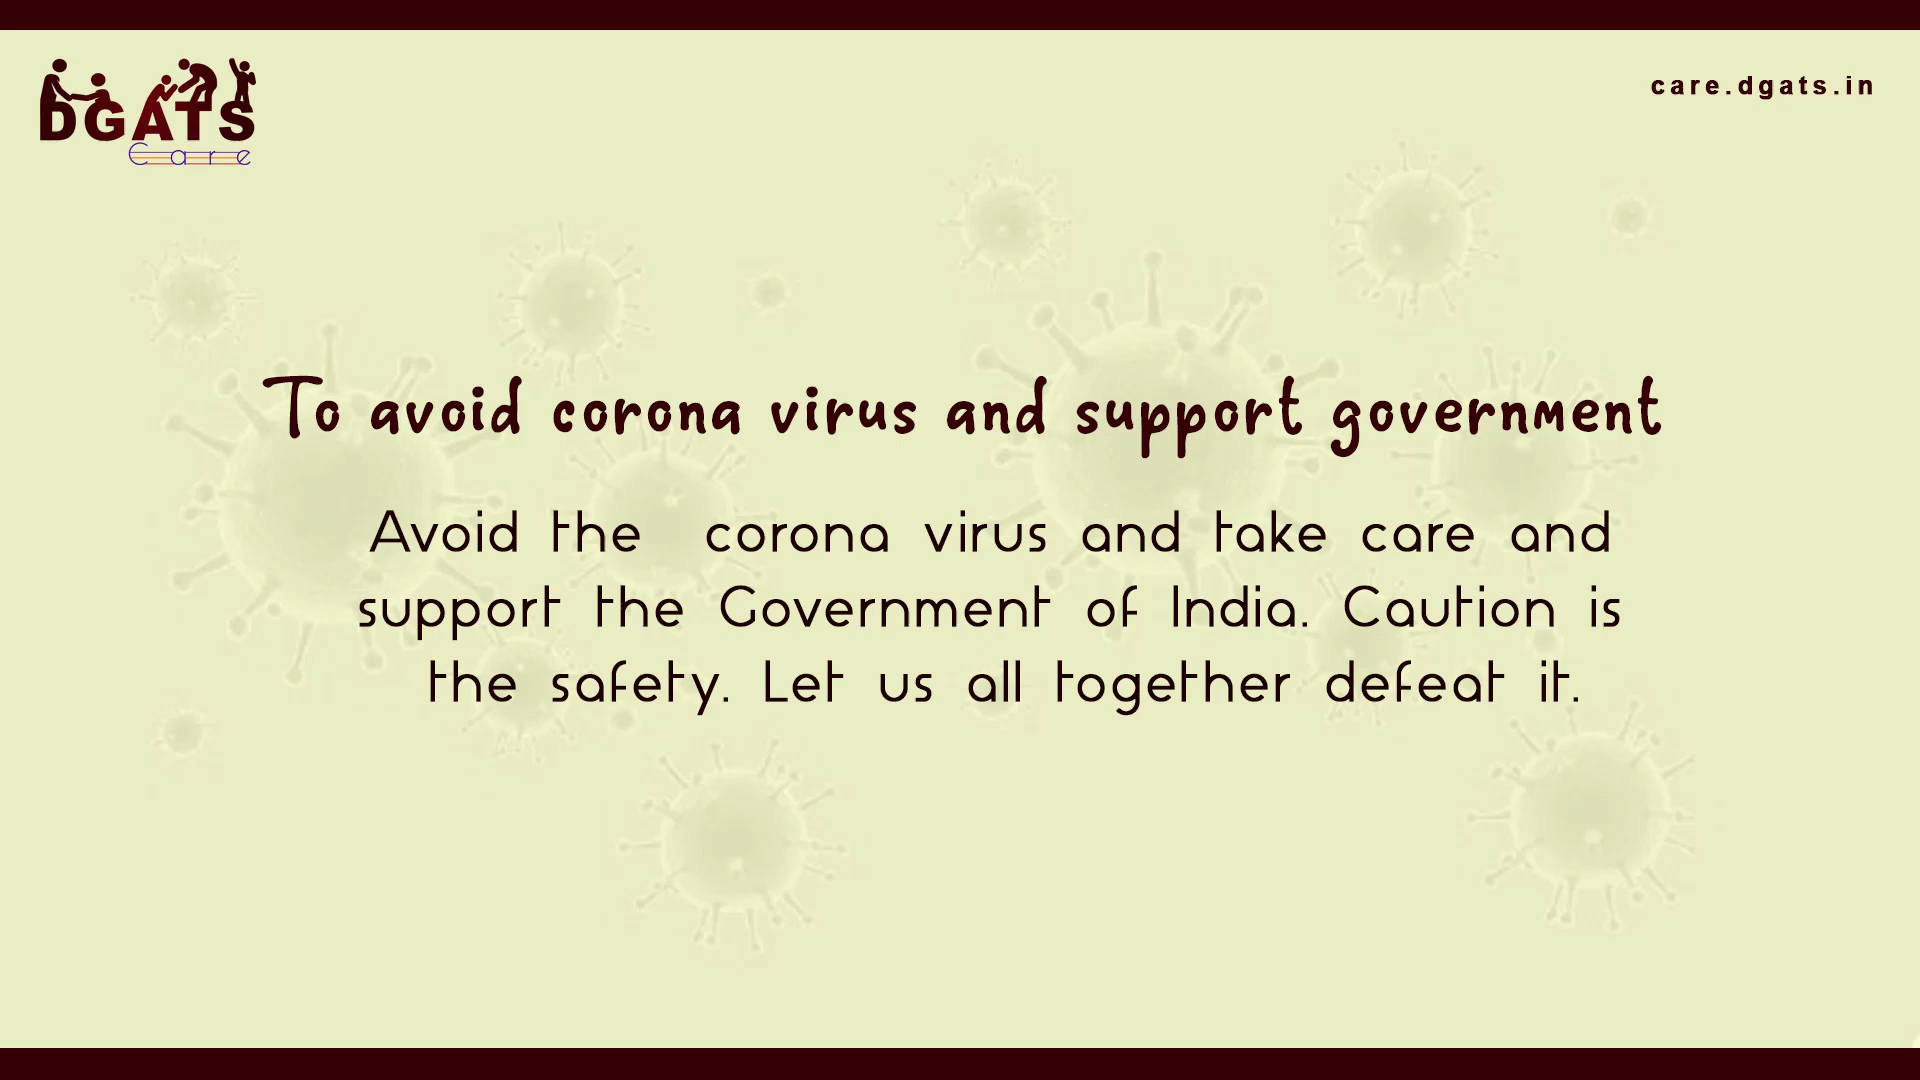 DGATS
Care
care.dgats.in
To avoid corona virus and support government
Avoid the corona virus and take care and
support the Government of India. Caution is
the safety. Let us all together defeat it.